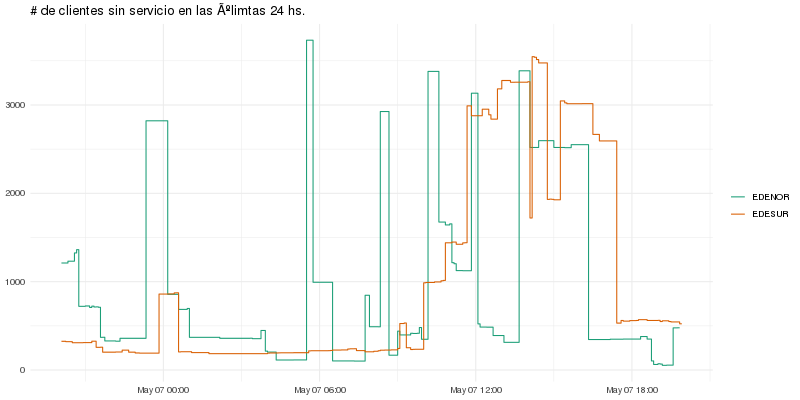 # de clientes sin servicio en las Ãºlimtas 24 hs.
3000
2000
1000
0
May 07 00:00
May 07 06:00
May 07 12:00
May 07 18:00
EDENOR
EDESUR